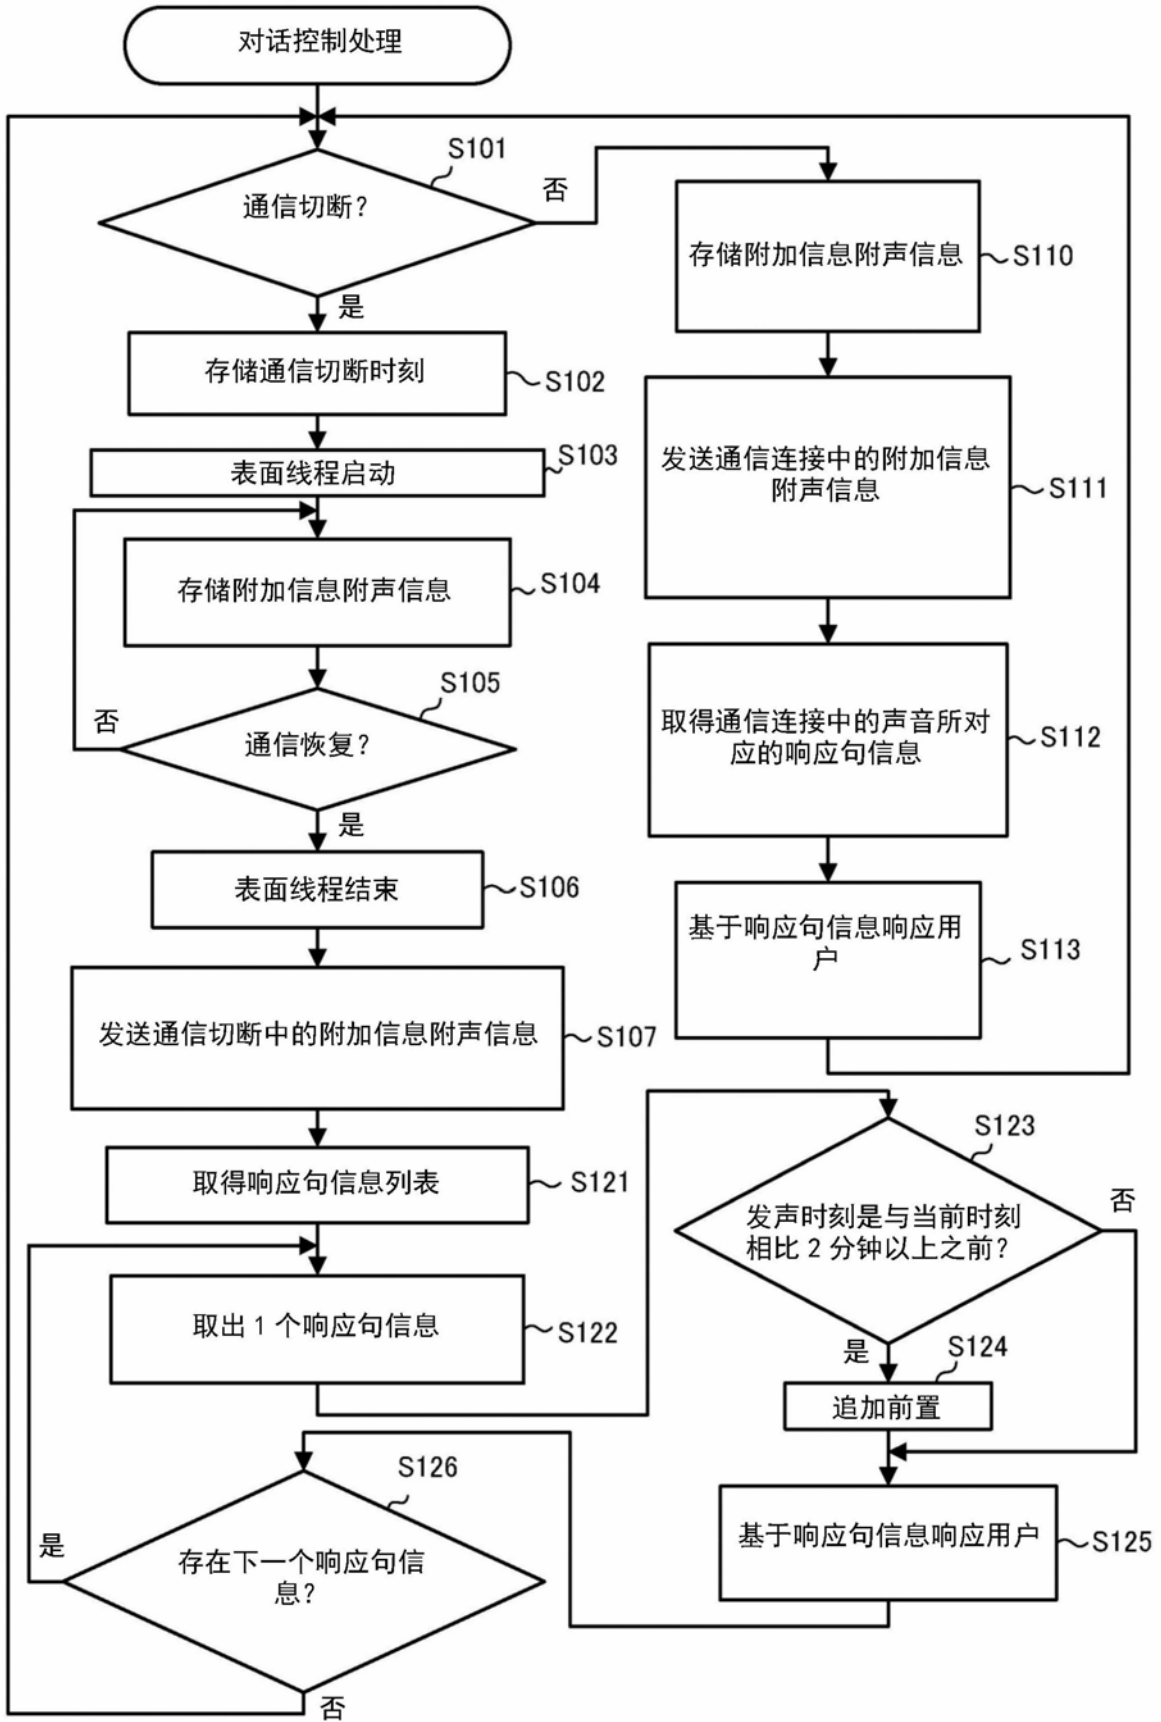 对话控制处理
S101
通信切断？
否
是
存储通信切断时刻
S102
表面线程启动
S103
存储附加信息附声信息
S104
S105
通信恢复？
否
是
表面线程结束
S106
发送通信切断中的附加信息附声信息
S107
取得响应句信息列表
S121
取出1个响应句信息
S122
存储附加信息附声信息
S110
发送通信连接中的附加信息
附声信息
S111
取得通信连接中的声音所对
应的响应句信息
S112
基于响应句信息响应用
户
S113
S123
发声时刻是与当前时刻
相比2分钟以上之前？
否
是
S124
追加前置
基于响应句信息响应用户
S125
S126
存在下一个响应句信
息？
是
否